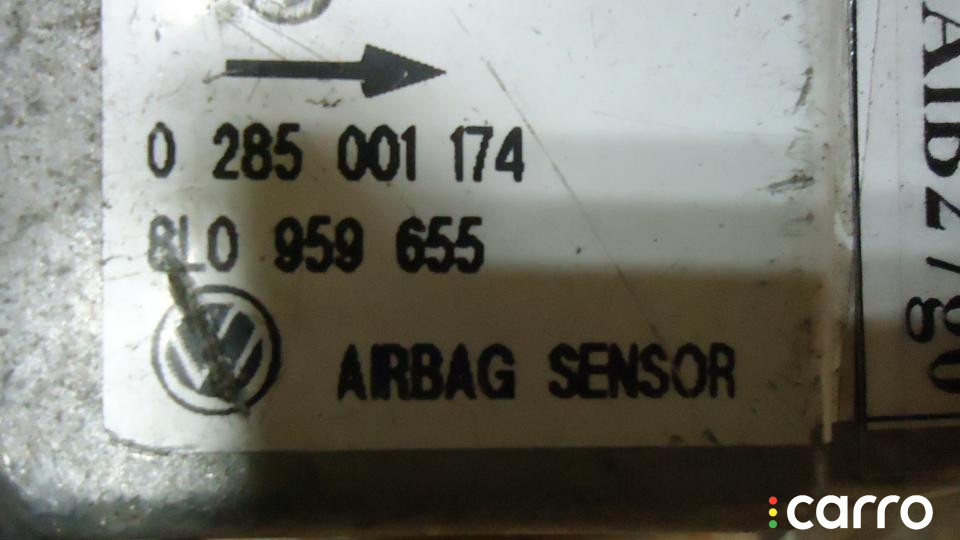 0 285 001 174
8L0 959 655
AIRBAG SENSOR
carro